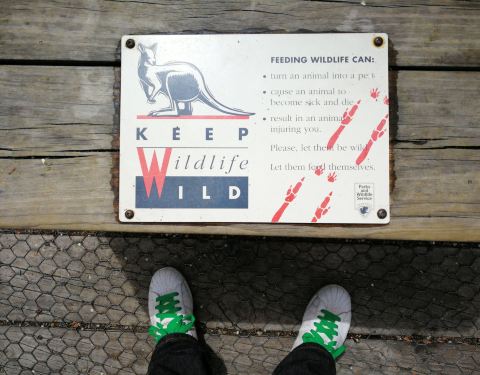 KEEP
Wildlife
WILD
FEEDING WILDLIFE CAN:
• turn an animal into a pest
• cause an animal to
become sick and die
• result in an animal
injuring you.
Please, let them be wild
Let them feed themselves.
Parks
and
Wildlife
Service